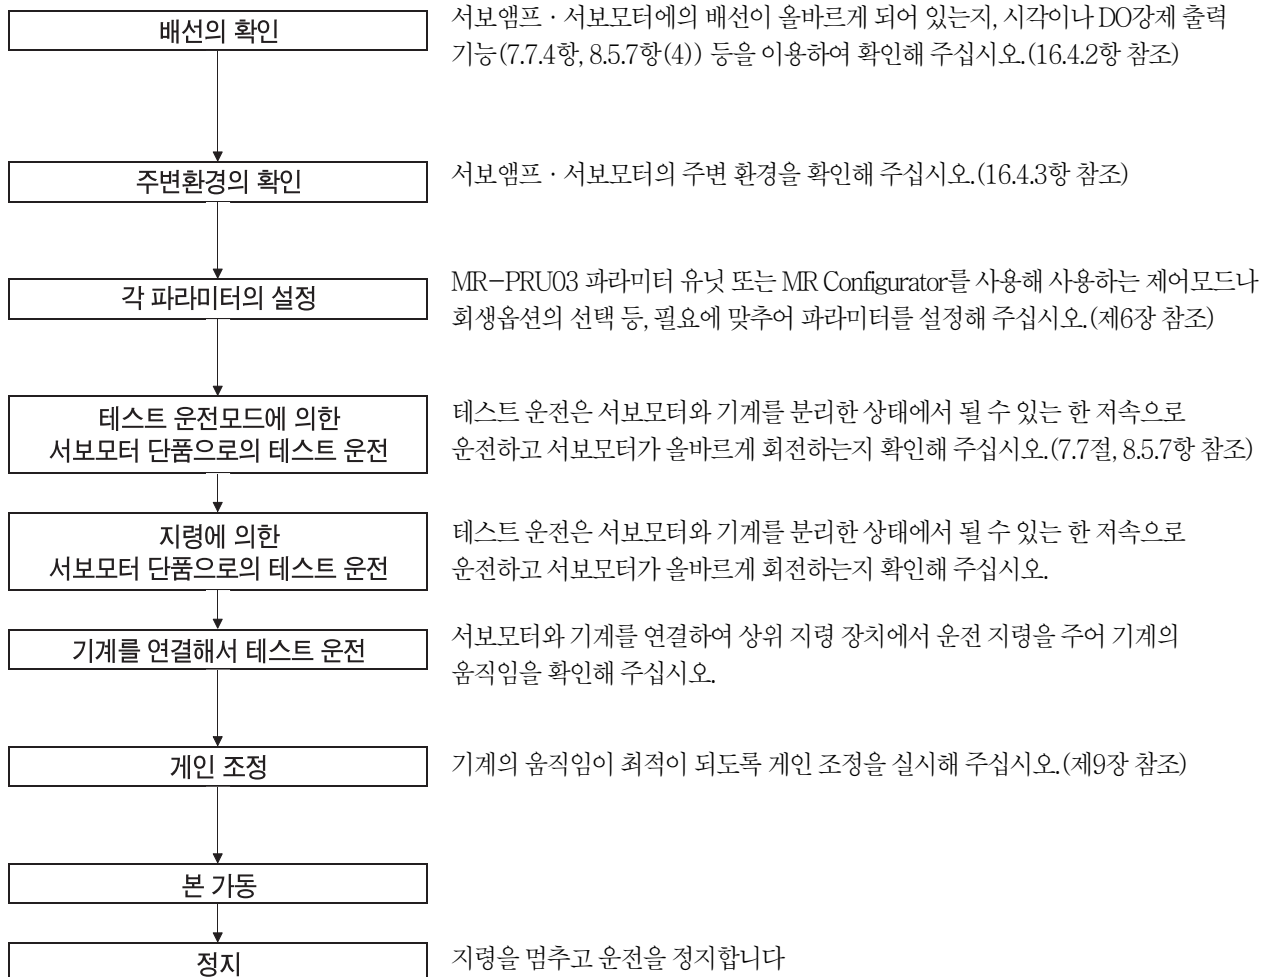 배선의 확인
서보앰프 · 서보모터에의 배선이 올바르게 되어 있는지, 시각이나 DO강제 출력
기능(7.7.4항, 8.5.7항(4)) 등을 이용하여 확인해 주십시오.(16.4.2항 참조)
주변환경의 확인
서보앰프 · 서보모터의 주변 환경을 확인해 주십시오.(16.4.3항 참조)
각 파라미터의 설정
MR-PRU03 파라미터 유닛 또는 MR Configurator를 사용해 사용하는 제어모드나
회생옵션의 선택 등, 필요에 맞추어 파라미터를 설정해 주십시오.(제6장 참조)
테스트 운전모드에 의한
서보모터 단품으로의 테스트 운전
테스트 운전은 서보모터와 기계를 분리한 상태에서 될 수 있는 한 저속으로
운전하고 서보모터가 올바르게 회전하는지 확인해 주십시오.(7.7절, 8.5.7항 참조)
지령에 의한
서보모터 단품으로의 테스트 운전
테스트 운전은 서보모터와 기계를 분리한 상태에서 될 수 있는 한 저속으로
운전하고 서보모터가 올바르게 회전하는지 확인해 주십시오.
기계를 연결해서 테스트 운전
서보모터와 기계를 연결하여 상위 지령 장치에서 운전 지령을 주어 기계의
움직임을 확인해 주십시오.
게인 조정
기계의 움직임이 최적이 되도록 게인 조정을 실시해 주십시오.(제9장 참조)
본 가동
정지
지령을 멈추고 운전을 정지합니다